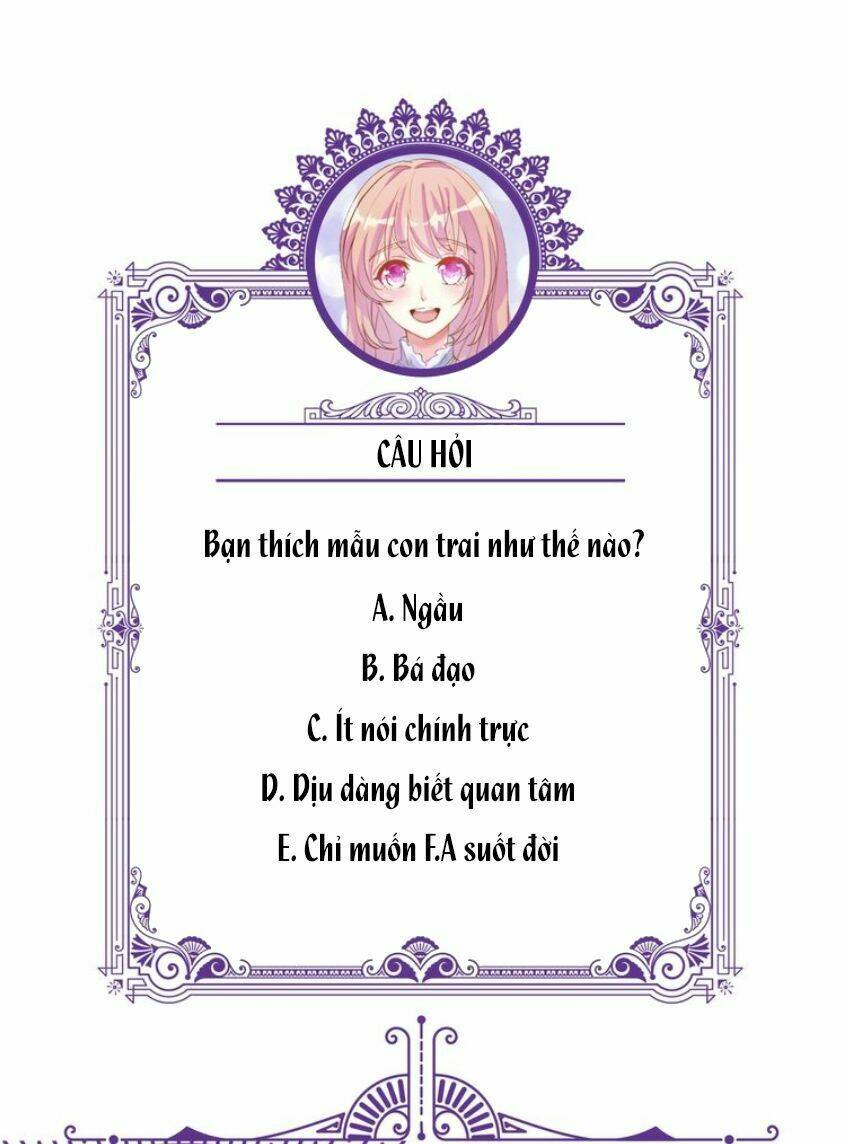 CÂU HỎI
Bạn thích mẫu con trai như thế nào?
A. Ngầu
B. Bá đạo
C. Ít nói chính trực
D. Dịu dàng biết quan tâm
E. Chỉ muốn F.A suốt đời